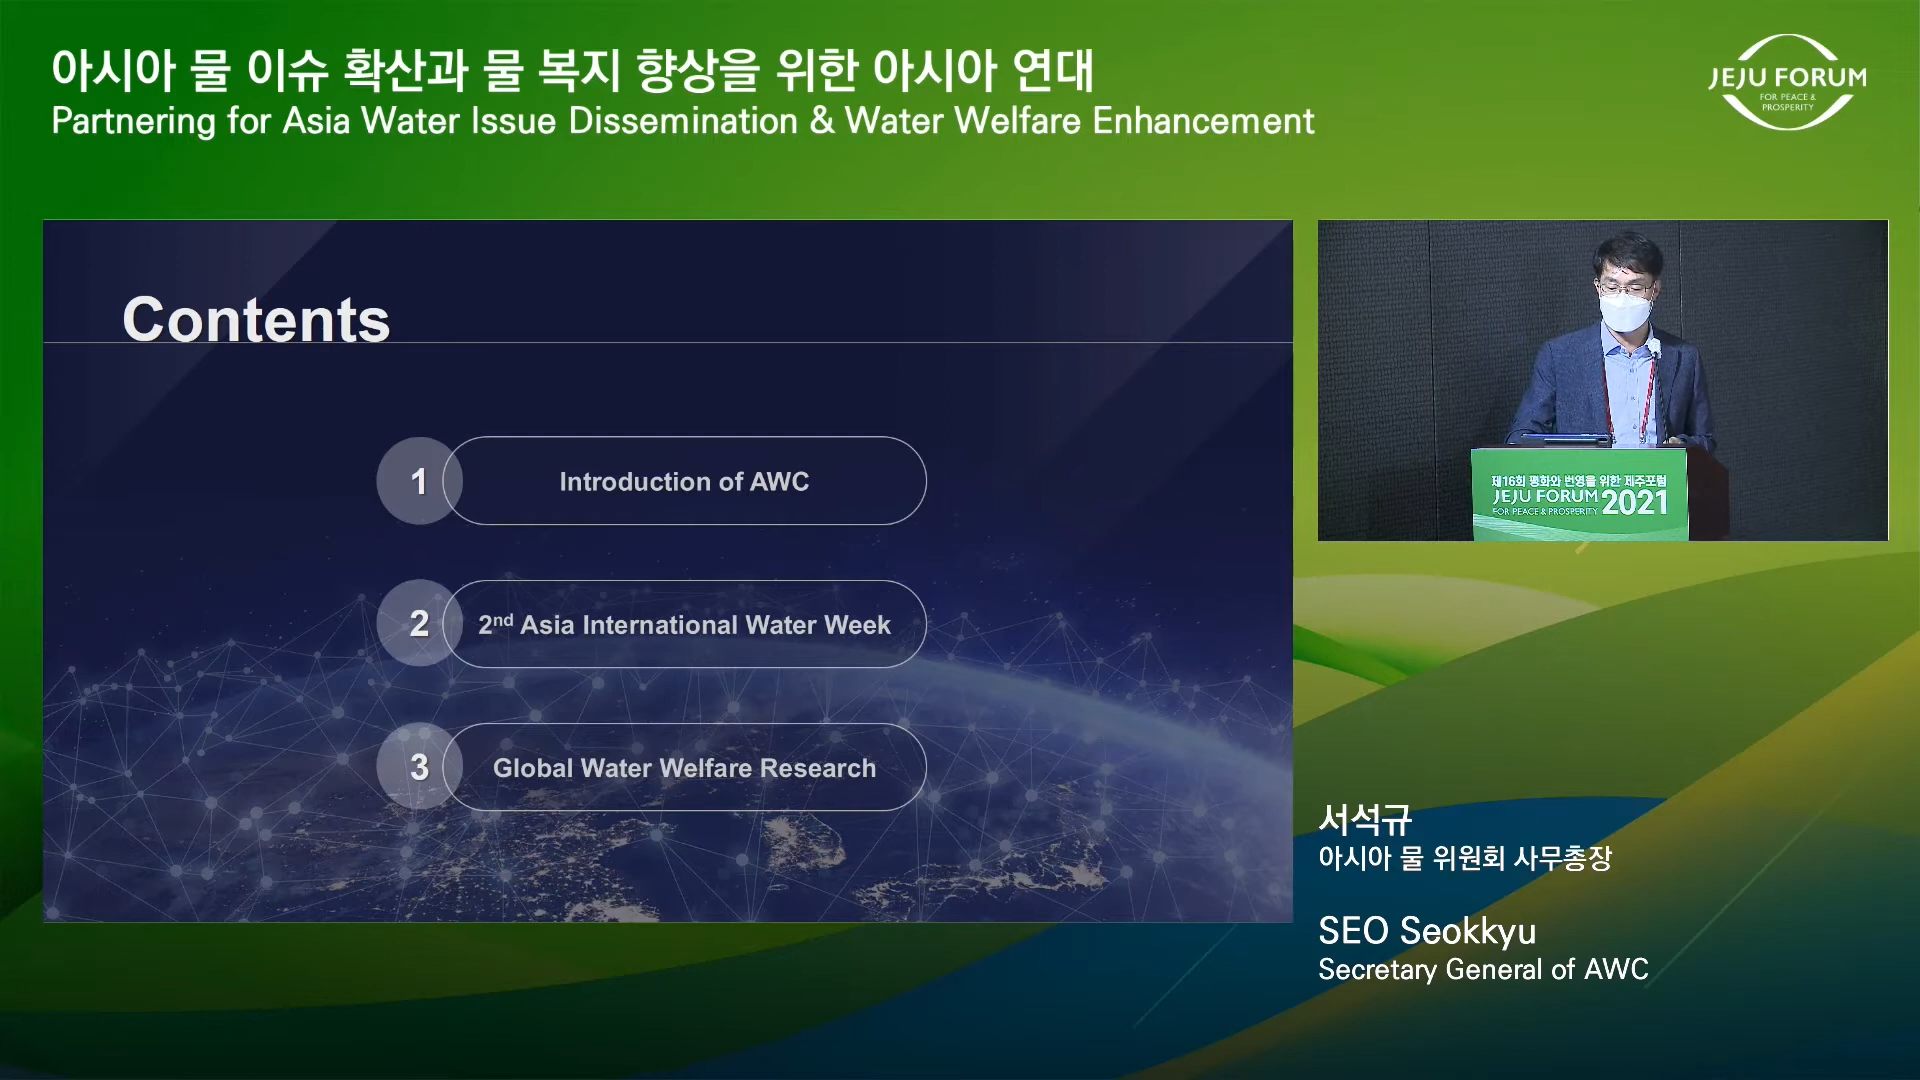 아시아 물 이슈 확산과 물 복지 향상을 위한 아시아 연대
Partnering for Asia Water Issue Dissemination & Water Welfare Enhancement
JEJU FORUM
FOR PEACE &
PROSPERITY
Contents
1 Introduction of AWC
2 2nd Asia International Water Week
3 Global Water Welfare Research
제16회 평화와 번영을 위한 제주포럼
JEJU FORUM 2021
FOR PEACE & PROSPERITY
서석규
아시아 물 위원회 사무총장
SEO Seokkyu
Secretary General of AWC